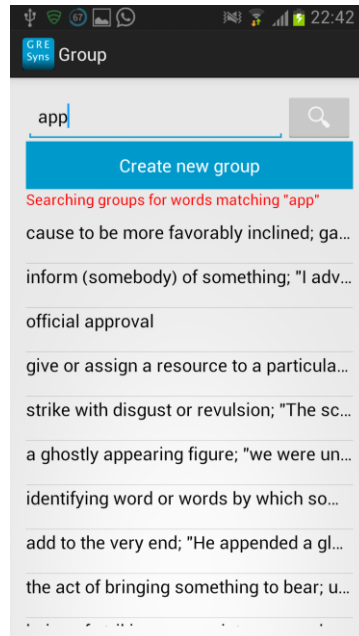 67
22:42
GRE
Syns
Group
app
Create new group
Searching groups for words matching "app"
cause to be more favorably inclined; ga...
inform (somebody) of something; "I adv...
official approval
give or assign a resource to a particula...
strike with disgust or revulsion; "The sc...
a ghostly appearing figure; "we were un...
identifying word or words by which so...
add to the very end; "He appended a gl...
the act of bringing something to bear; u...